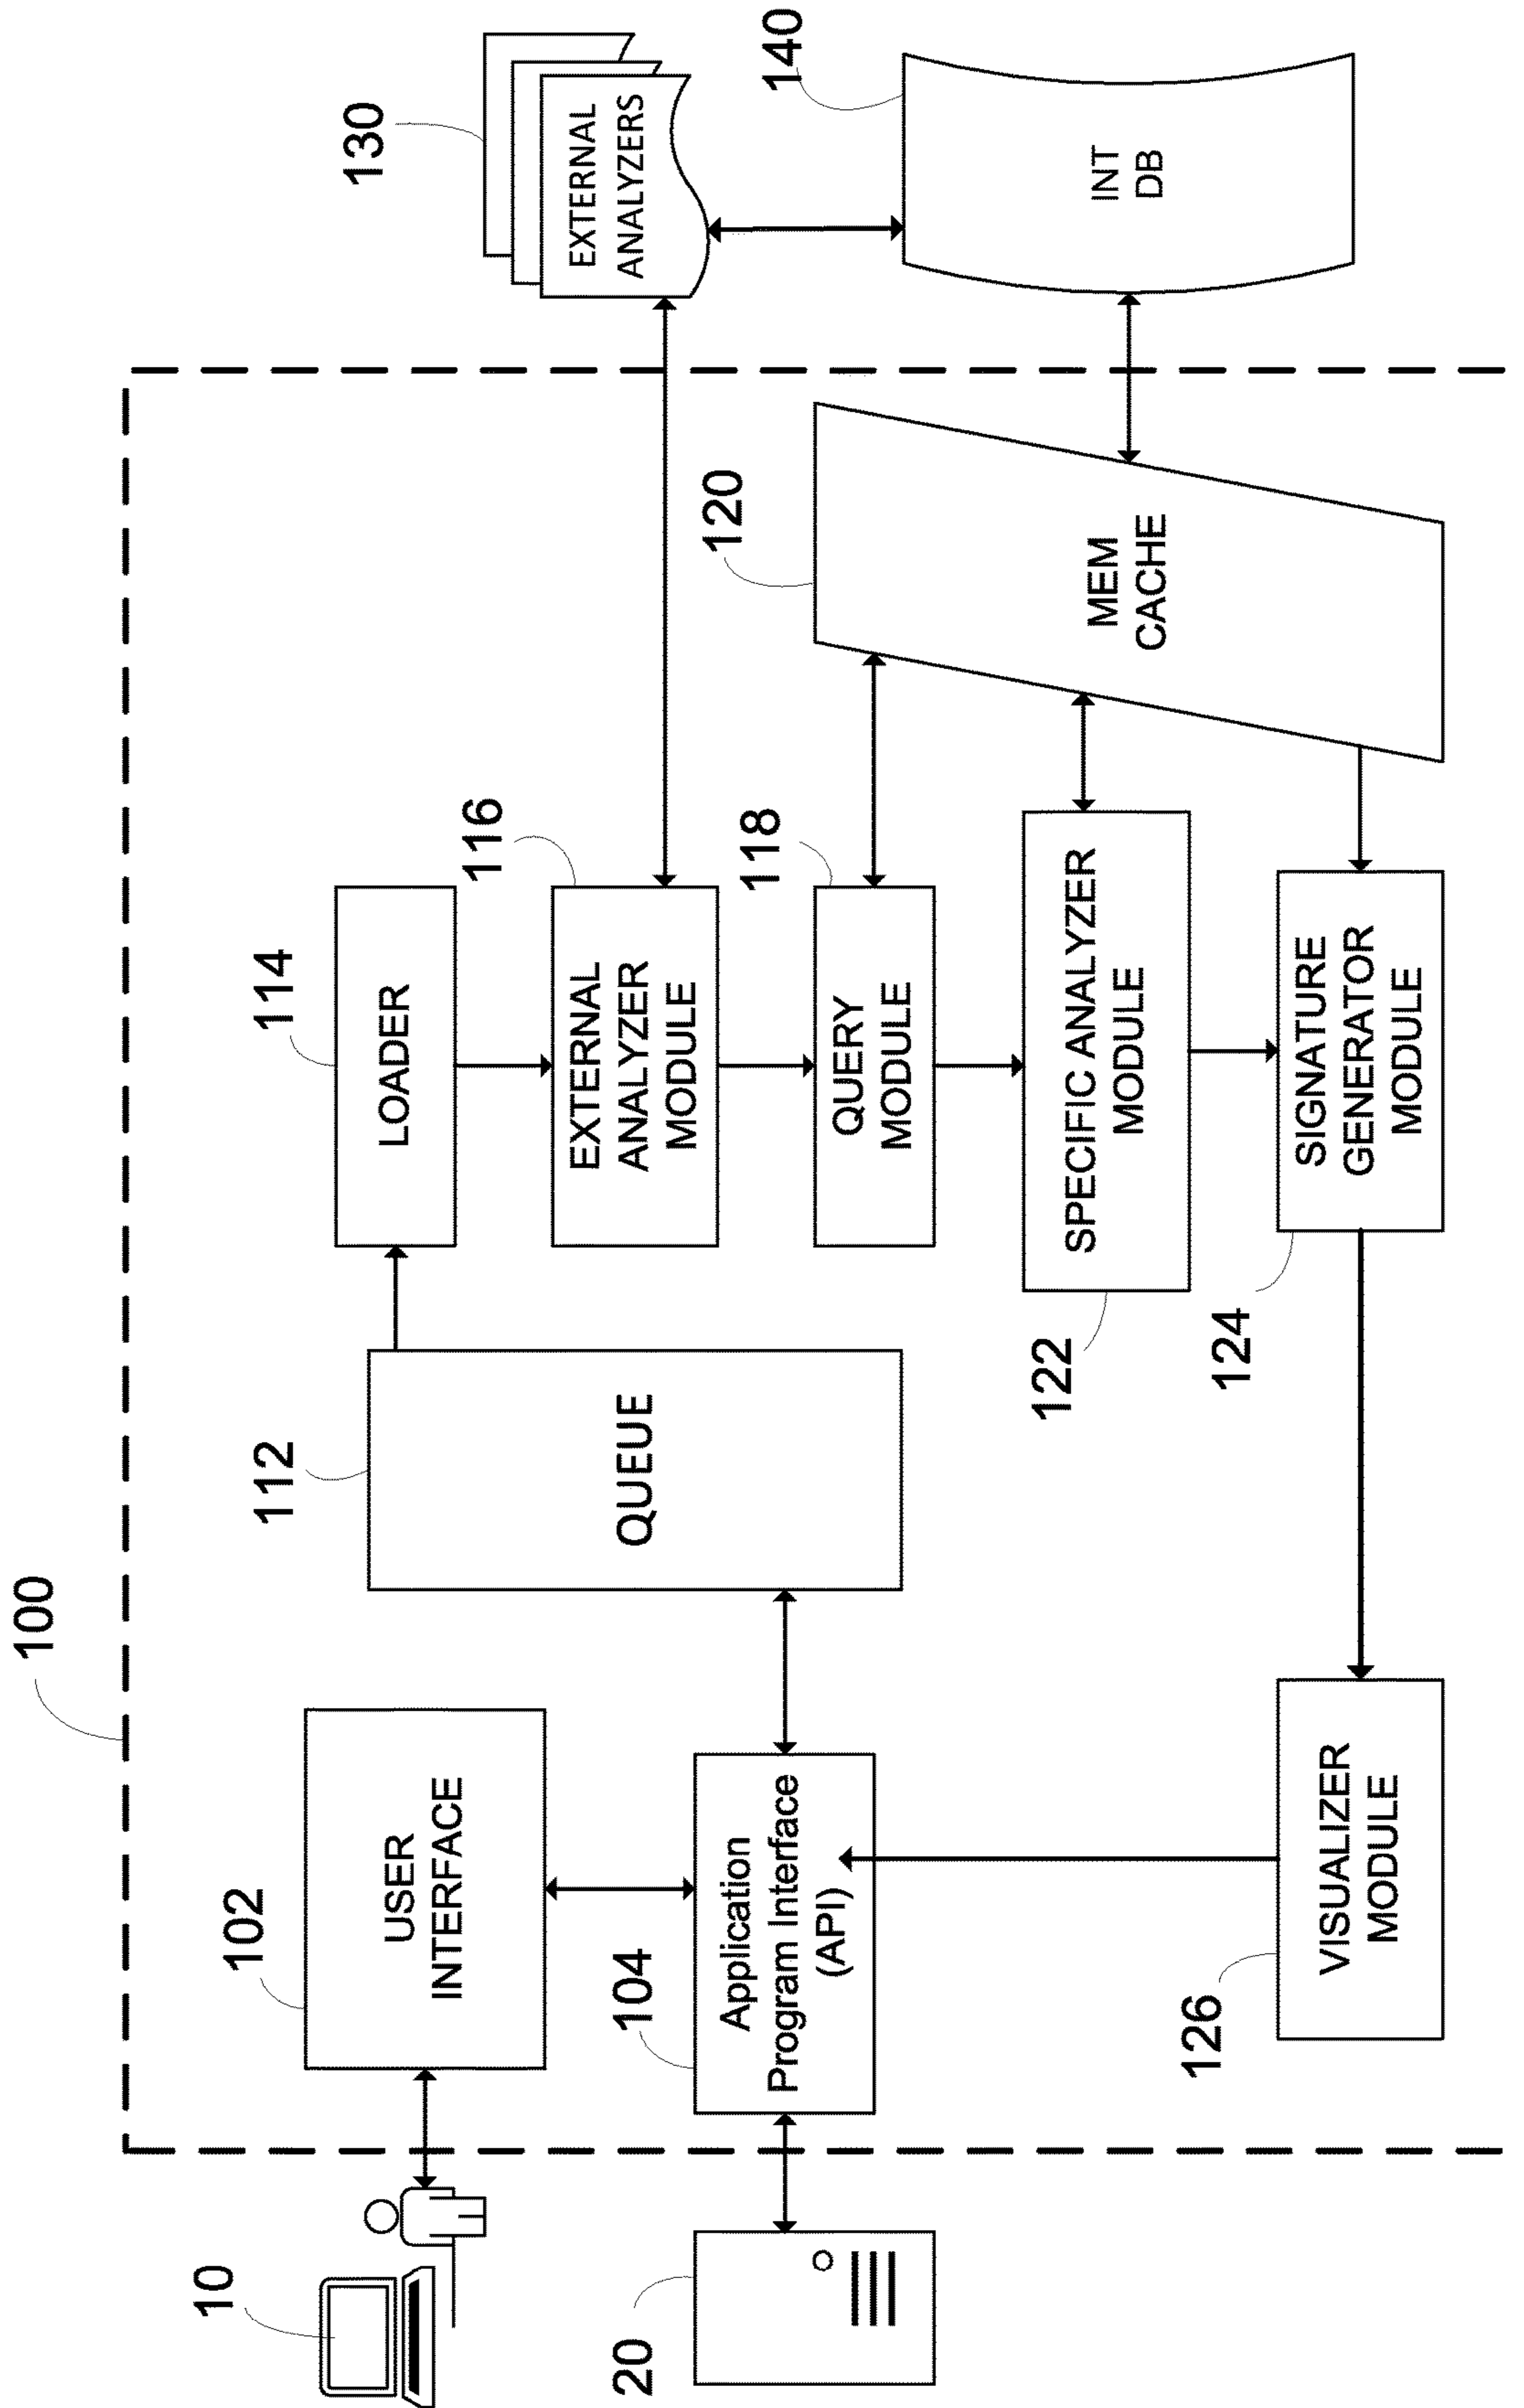 100
10
102
USER
INTERFACE
112
QUEUE
114
LOADER
116
EXTERNAL
ANALYZER
MODULE
130
EXTERNAL
ANALYZERS
20
104
Application
Program Interface
(API)
118
QUERY
MODULE
120
MEM
CACHE
140
INT
DB
122
SPECIFIC ANALYZER
MODULE
126
VISUALIZER
MODULE
124
SIGNATURE
GENERATOR
MODULE